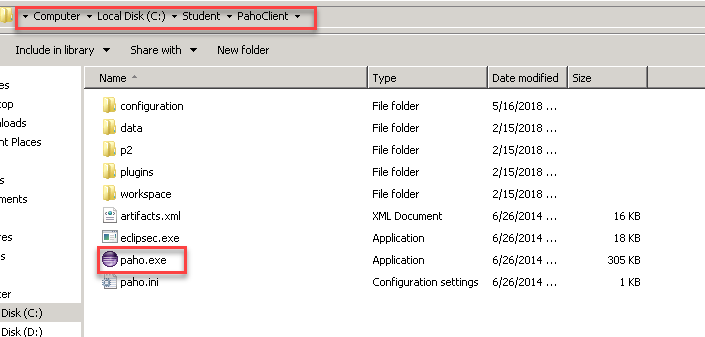 Computer Local Disk (C:) Student PahoClient
Include in library Share with New folder
Name Type Date modified Size
configuration File folder 5/16/2018 ...
data File folder 2/15/2018 ...
p2 File folder 2/15/2018 ...
plugins File folder 2/15/2018 ...
workspace File folder 2/15/2018 ...
artifacts.xml XML Document 6/26/2014 ... 16 KB
eclipsec.exe Application 6/26/2014 ... 18 KB
paho.exe Application 6/26/2014 ... 305 KB
paho.ini Configuration settings 6/26/2014 ... 1 KB
es
top
nloads
nt Places
s
ments
res
s
ter
Disk (C:)
Disk (D:)